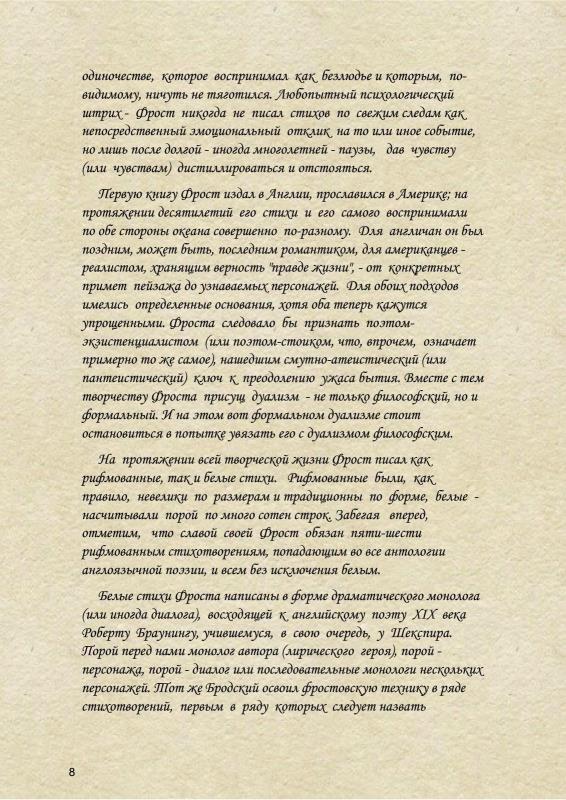 одиночестве, которое воспринимал как безлюдье и которым, по-
видимому, ничуть не тяготился. Любопытный психологический
штрих - Фрост никогда не писал стихов по свежим следам как
непосредственный эмоциональный отклик на то или иное событие,
но лишь после долгой - иногда многолетней - паузы, дав чувству
(или чувствам) дистиллироваться и отстояться.
Первую книгу Фрост издал в Англии, прославился в Америке; на
протяжении десятилетий его стихи и его самого воспринимали
по обе стороны океана совершенно по-разному. Для англичан он был
поздним, может быть, последним романтиком, для американцев -
реалистом, хранящим верность "правде жизни", - от конкретных
примет пейзажа до узнаваемых персонажей. Для обоих подходов
имелись определенные основания, хотя оба теперь кажутся
упрощенными. Фроста следовало бы признать поэтом-
экзистенциалистом (или поэтом-стоиком, что, впрочем, означает
примерно то же самое), нашедшим смутно-атеистический (или
пантеистический) ключ к преодолению ужаса бытия. Вместе с тем
творчеству Фроста присущ дуализм - не только философский, но и
формальный. И на этом вот формальном дуализме стоит
остановиться в попытке увязать его с дуализмом философским.
На протяжении всей творческой жизни Фрост писал как
рифмованные, так и белые стихи. Рифмованные были, как
правило, невелики по размерам и традиционны по форме, белые -
насчитывали порой по много сотен строк. Забегая вперед,
отметим, что славой своей Фрост обязан пяти-шести
рифмованным стихотворениям, попадающим во все антологии
англоязычной поэзии, и всем без исключения белым.
Белые стихи Фроста написаны в форме драматического монолога
(или иногда диалога), восходящей к английскому поэту XIX века
Роберту Браунингу, учившемуся, в свою очередь, у Шекспира.
Порой перед нами монолог автора (лирического героя), порой -
персонажа, порой - диалог или последовательные монологи нескольких
персонажей. Тот же Бродский освоил фростовскую технику в ряде
стихотворений, первым в ряду которых следует назвать
8